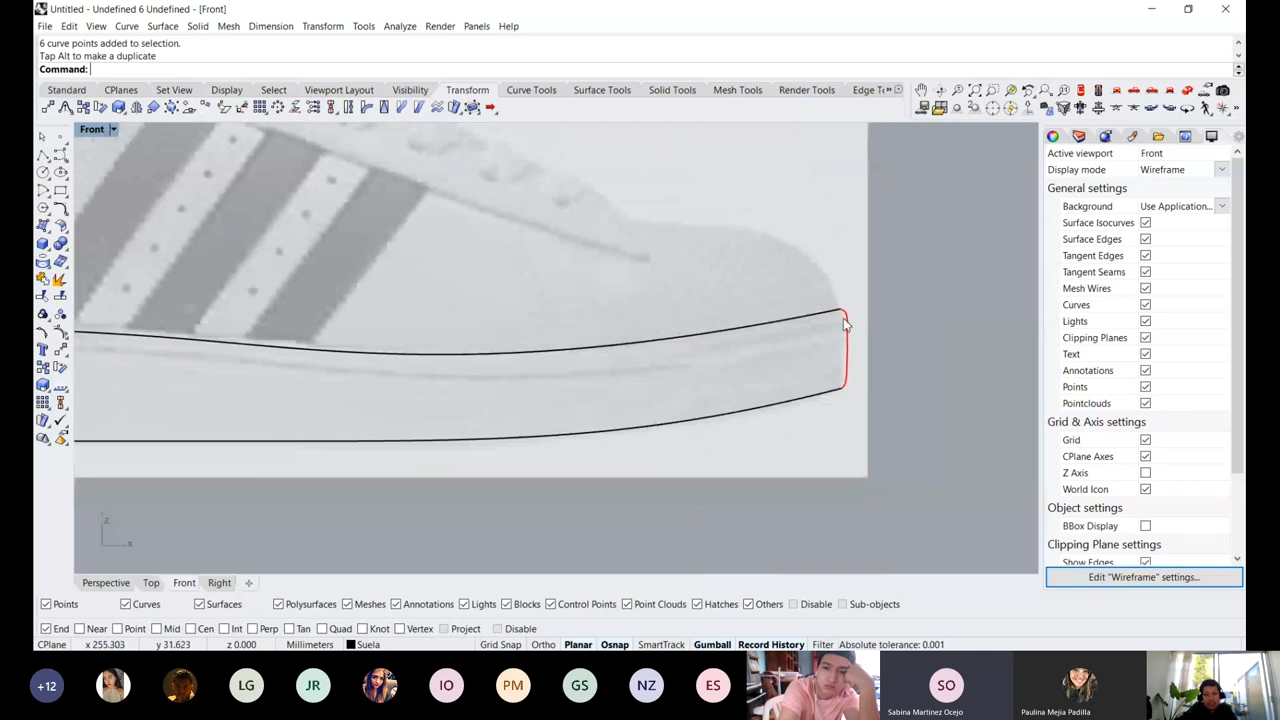 Untitled - Undefined 6 Undefined - [Front]
File Edit View Curve Surface Solid Mesh Dimension Transform Tools Analyze Render Panels Help
6 curve points added to selection.
Tap Alt to make a duplicate
Command:
Standard CPlanes Set View Display Select Viewport Layout Visibility Transform Curve Tools Surface Tools Solid Tools Mesh Tools Render Tools Edge T
Front
Active viewport Front
Display mode Wireframe
General settings
Background Use Application...
Surface Isocurves
Surface Edges
Tangent Edges
Tangent Seams
Mesh Wires
Curves
Lights
Clipping Planes
Text
Annotations
Points
Pointclouds
Grid & Axis settings
Grid
CPlane Axes
Z Axis
World Icon
Object settings
BBox Display
Clipping Plane settings
Show Edges
Edit "Wireframe" settings...
z
x
Perspective Top Front Right
Points Curves Surfaces Polysurfaces Meshes Annotations Lights Blocks Control Points Point Clouds Hatches Others Disable Sub-objects
End Near Point Mid Cen Int Perp Tan Quad Knot Vertex Project Disable
CPlane x 255.303 y 31.623 z 0.000 Millimeters Suela Grid Snap Ortho Planar Osnap SmartTrack Gumball Record History Filter Absolute tolerance: 0.001
+12 LG JR IO PM GS NZ ES SO
Sabina Martinez Ocejo Paulina Mejia Padilla